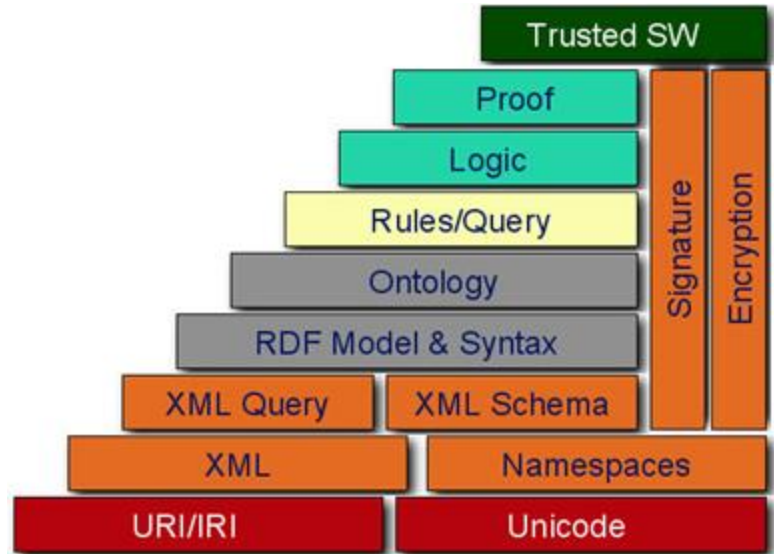 Trusted SW
Proof
Logic
Rules/Query
Ontology
RDF Model & Syntax
Signature
Encryption
XML Query
XML Schema
XML
Namespaces
URI/IRI
Unicode